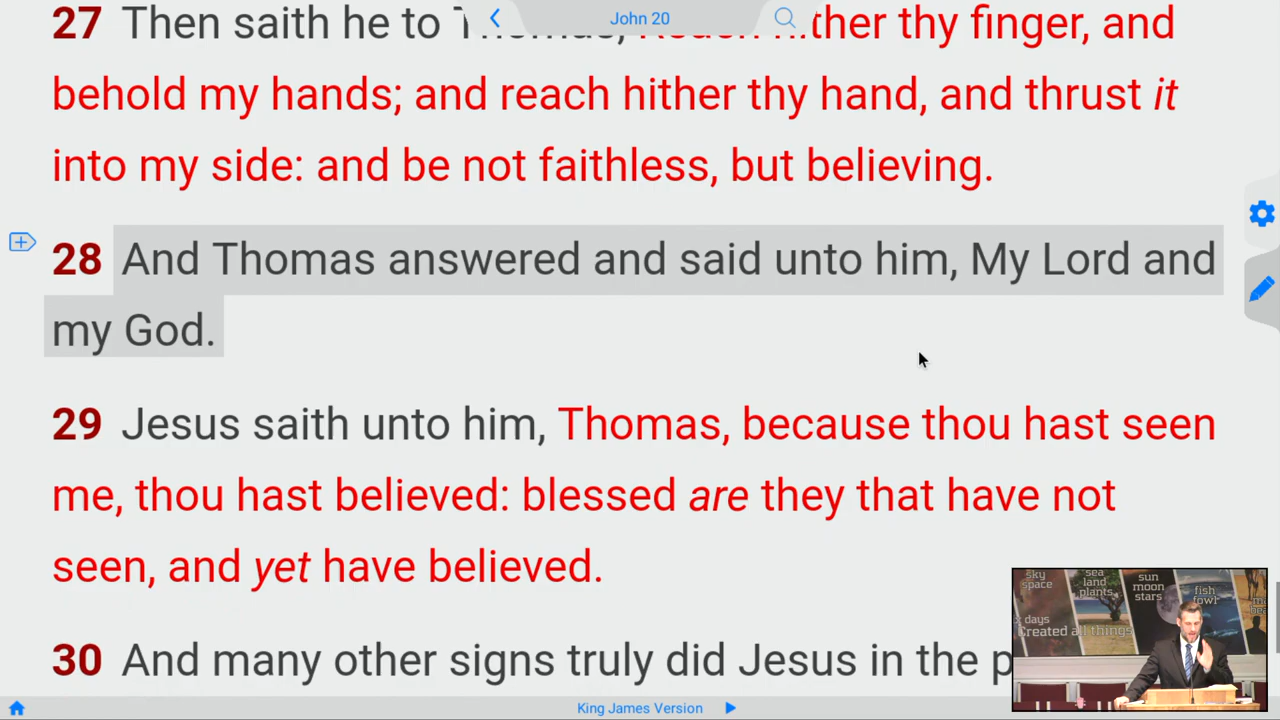 John 20
27 Then saith he to Thomas, Reach hither thy finger, and
behold my hands; and reach hither thy hand, and thrust it
into my side: and be not faithless, but believing.
28 And Thomas answered and said unto him, My Lord and
my God.
29 Jesus saith unto him, Thomas, because thou hast seen
me, thou hast believed: blessed are they that have not
seen, and yet have believed.
30 And many other signs truly did Jesus in the p
sky
space
sea
land
plants
sun
moon
stars
fish
fowl
days
Created all things
King James Version